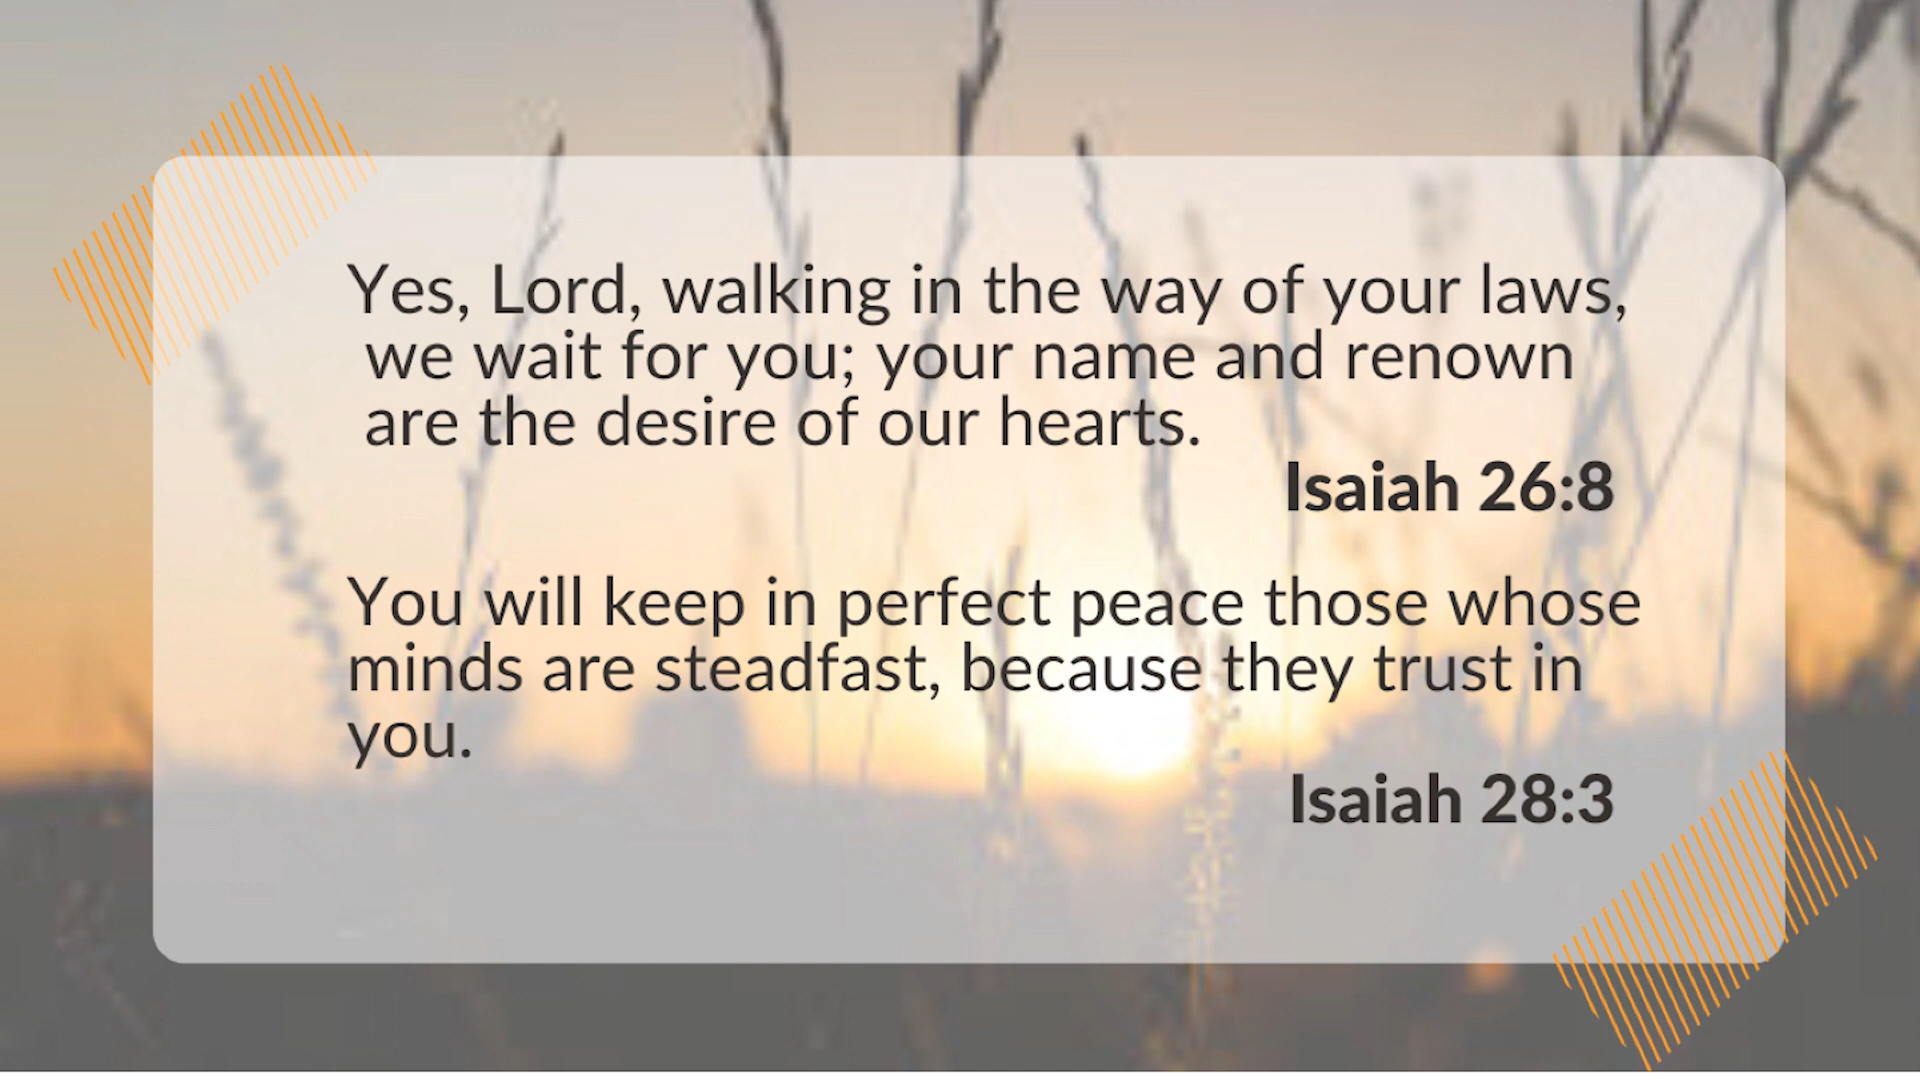 Yes, Lord, walking in the way of your laws,
we wait for you; your name and renown
are the desire of our hearts.
Isaiah 26:8
You will keep in perfect peace those whose
minds are steadfast, because they trust in
you.
Isaiah 28:3